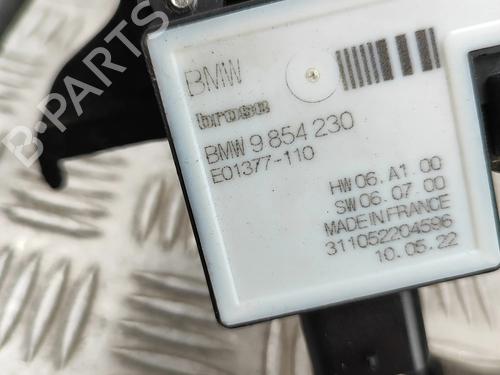 BMW
brose
BMW 9 854 230
E01377-110
HW 06. A1. 00
SW 06. 07. 00
MADE IN FRANCE
311052204596
10. 05. 22
B-PARTS